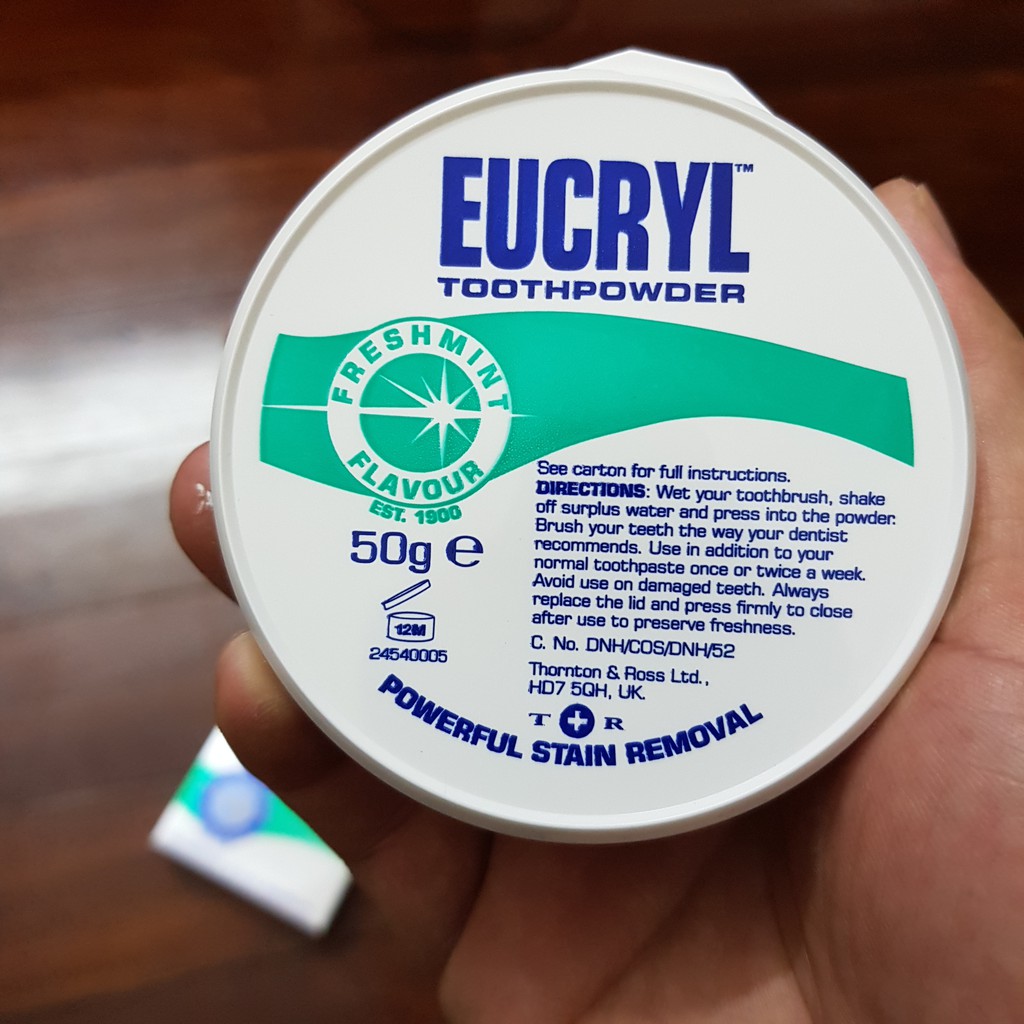 EUCRYL™
TOOTHPOWDER
FRESHMINT
FLAVOUR
EST. 1900
50g ℮
12M
24540005
See carton for full instructions.
DIRECTIONS: Wet your toothbrush, shake
off surplus water and press into the powder.
Brush your teeth the way your dentist
recommends. Use in addition to your
normal toothpaste once or twice a week.
Avoid use on damaged teeth. Always
replace the lid and press firmly to close
after use to preserve freshness.
C. No. DNH/COS/DNH/52
Thornton & Ross Ltd.,
HD7 5QH, UK.
T R
POWERFUL STAIN REMOVAL